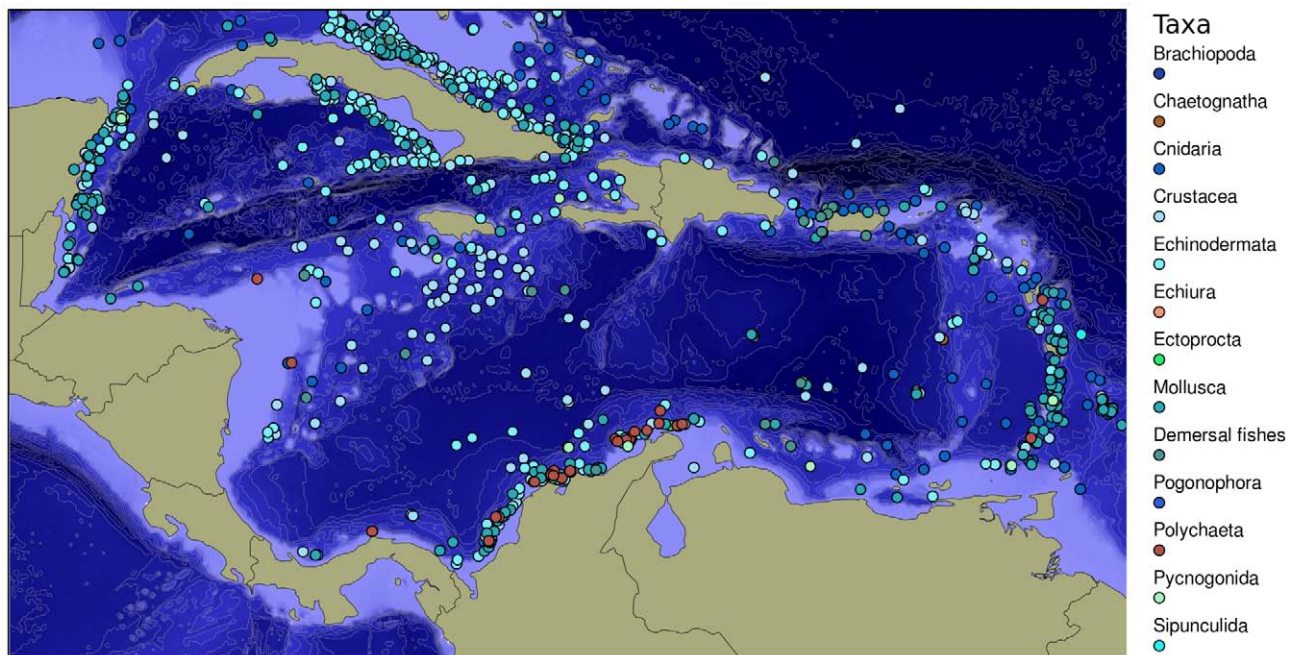 Taxa
Brachiopoda
Chaetognatha
Cnidaria
Crustacea
Echinodermata
Echiura
Ectoprocta
Mollusca
Demersal fishes
Pogonophora
Polychaeta
Pycnogonida
Sipunculida